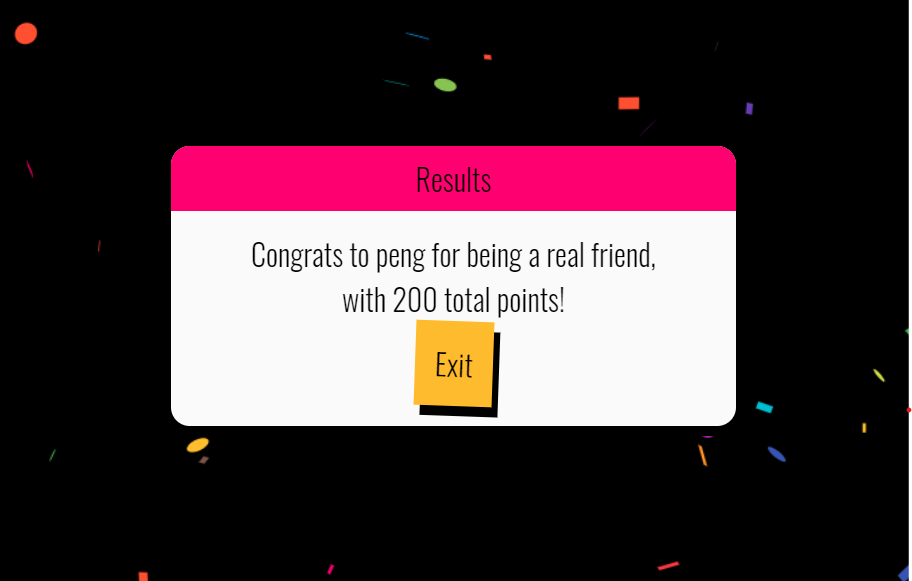 Results
Congrats to peng for being a real friend,
with 200 total points!
Exit